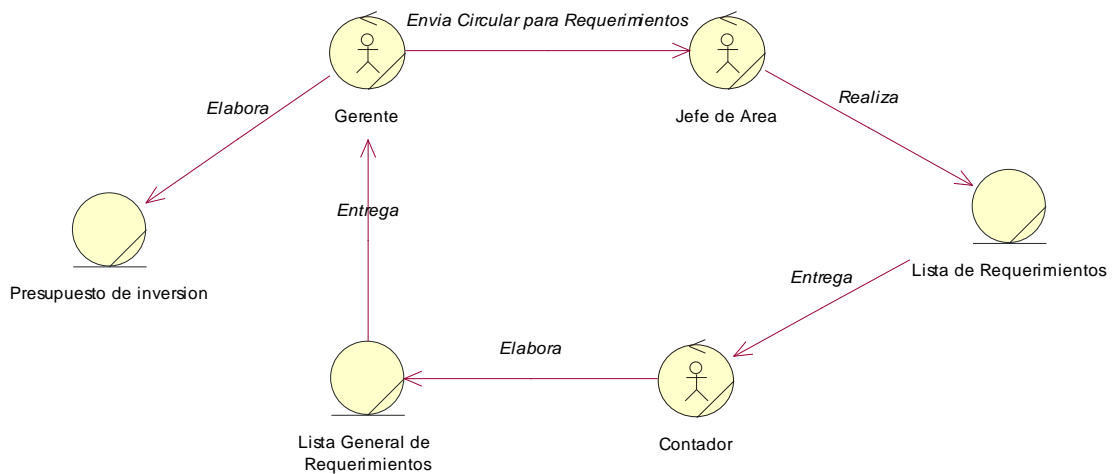 Envia Circular para Requerimientos
Elabora
Gerente
Jefe de Area
Realiza
Entrega
Presupuesto de inversion
Lista de Requerimientos
Entrega
Elabora
Lista General de
Requerimientos
Contador